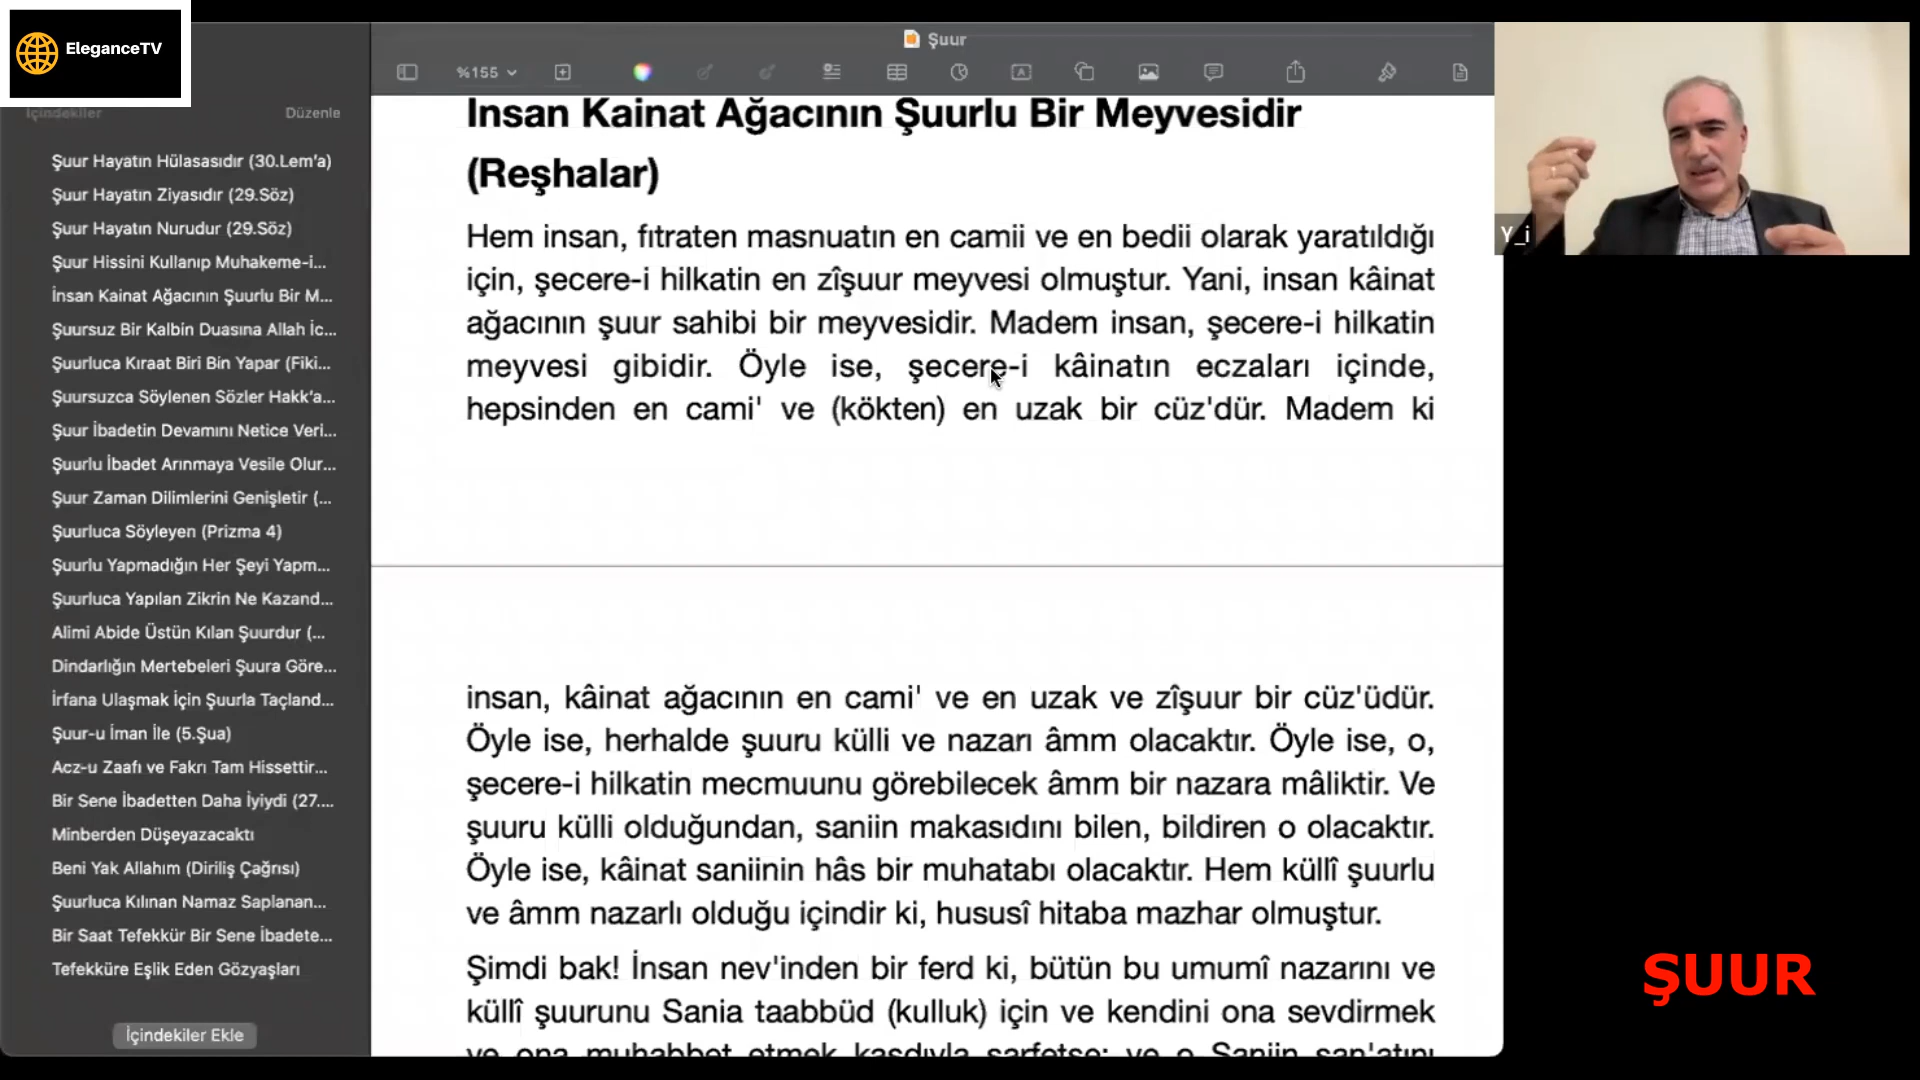 EleganceTV
Şuur
%155
İçindekiler
Düzenle
Şuur Hayatın Hülasasıdır (30.Lem'a)
Şuur Hayatın Ziyasıdır (29.Söz)
Şuur Hayatın Nurudur (29.Söz)
Şuur Hissini Kullanıp Muhakeme-i...
İnsan Kainat Ağacının Şuurlu Bir M...
Şuursuz Bir Kalbin Duasına Allah İc...
Şuurluca Kıraat Biri Bin Yapar (Fiki...
Şuursuzca Söylenen Sözler Hakk'a...
Şuur İbadetin Devamını Netice Veri...
Şuurlu İbadet Arınmaya Vesile Olur...
Şuur Zaman Dilimlerini Genişletir (...
Şuurluca Söyleyen (Prizma 4)
Şuurlu Yapmadığın Her Şeyi Yapm...
Şuurluca Yapılan Zikrin Ne Kazand...
Alimi Abide Üstün Kılan Şuurdur (...
Dindarlığın Mertebeleri Şuura Göre...
İrfana Ulaşmak İçin Şuurla Taçland...
Şuur-u İman İle (5.Şua)
Acz-u Zaafı ve Fakrı Tam Hissettir...
Bir Sene İbadetten Daha İyiydi (27....
Minberden Düşeyazacaktı
Beni Yak Allahım (Diriliş Çağrısı)
Şuurluca Kılınan Namaz Saplanan...
Bir Saat Tefekkür Bir Sene İbadete...
Tefekküre Eşlik Eden Gözyaşları
İçindekiler Ekle
İnsan Kainat Ağacının Şuurlu Bir Meyvesidir
(Reşhalar)
Hem insan, fıtraten masnuatın en camii ve en bedii olarak yaratıldığı
için, şecere-i hilkatin en zîşuur meyvesi olmuştur. Yani, insan kâinat
ağacının şuur sahibi bir meyvesidir. Madem insan, şecere-i hilkatin
meyvesi gibidir. Öyle ise, şecere-i kâinatın eczaları içinde,
hepsinden en cami' ve (kökten) en uzak bir cüz'dür. Madem ki
insan, kâinat ağacının en cami' ve en uzak ve zîşuur bir cüz'üdür.
Öyle ise, herhalde şuuru külli ve nazarı âmm olacaktır. Öyle ise, o,
şecere-i hilkatin mecmuunu görebilecek âmm bir nazara mâliktir. Ve
şuuru külli olduğundan, saniin makasıdını bilen, bildiren o olacaktır.
Öyle ise, kâinat saniinin hâs bir muhatabı olacaktır. Hem küllî şuurlu
ve âmm nazarlı olduğu içindir ki, hususî hitaba mazhar olmuştur.
Şimdi bak! İnsan nev'inden bir ferd ki, bütün bu umumî nazarını ve
küllî şuurunu Sania taabbüd (kulluk) için ve kendini ona sevdirmek
ve ona muhabbet etmek kasdıyla sarfetse; ve o Saniin san'atını
Y_i
ŞUUR